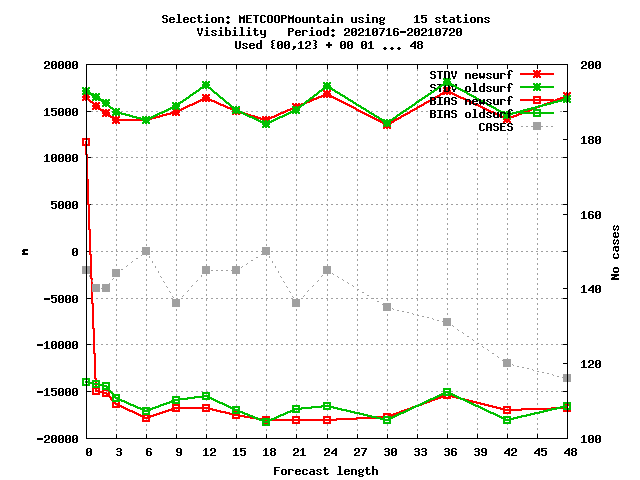 Selection: METCOOPMountain using    15 stations
Visibility   Period: 20210716-20210720
Used {00,12} + 00 01 ... 48
20000
15000
10000
5000
0
-5000
-10000
-15000
-20000
m
STDV newsurf
STDV oldsurf
BIAS newsurf
BIAS oldsurf
CASES
200
180
160
140
120
100
No cases
0 3 6 9 12 15 18 21 24 27 30 33 36 39 42 45 48
Forecast length